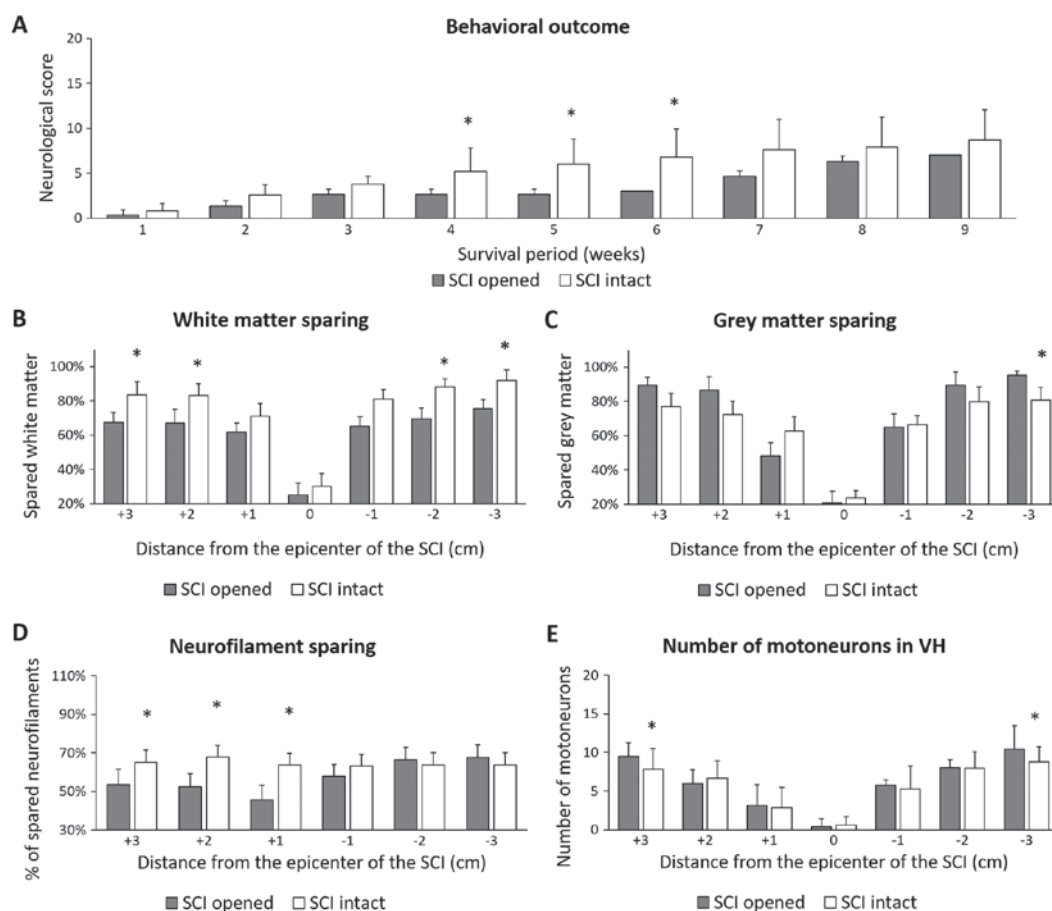 A
Behavioral outcome
Neurological score
20
15
10
5
0
* * *
1 2 3 4 5 6 7 8 9
Survival period (weeks)
SCI opened SCI intact
B
White matter sparing
Spared white matter
100%
80%
60%
40%
20%
* * * *
+3 +2 +1 0 -1 -2 -3
Distance from the epicenter of the SCI (cm)
SCI opened SCI intact
C
Grey matter sparing
Spared grey matter
100%
80%
60%
40%
20%
*
+3 +2 +1 0 -1 -2 -3
Distance from the epicenter of the SCI (cm)
SCI opened SCI intact
D
Neurofilament sparing
% of spared neurofilaments
110%
90%
70%
50%
30%
* * *
+3 +2 +1 -1 -2 -3
Distance from the epicenter of the SCI (cm)
SCI opened SCI intact
E
Number of motoneurons in VH
Number of motoneurons
20
15
10
5
0
* *
+3 +2 +1 0 -1 -2 -3
Distance from the epicenter of the SCI (cm)
SCI opened SCI intact